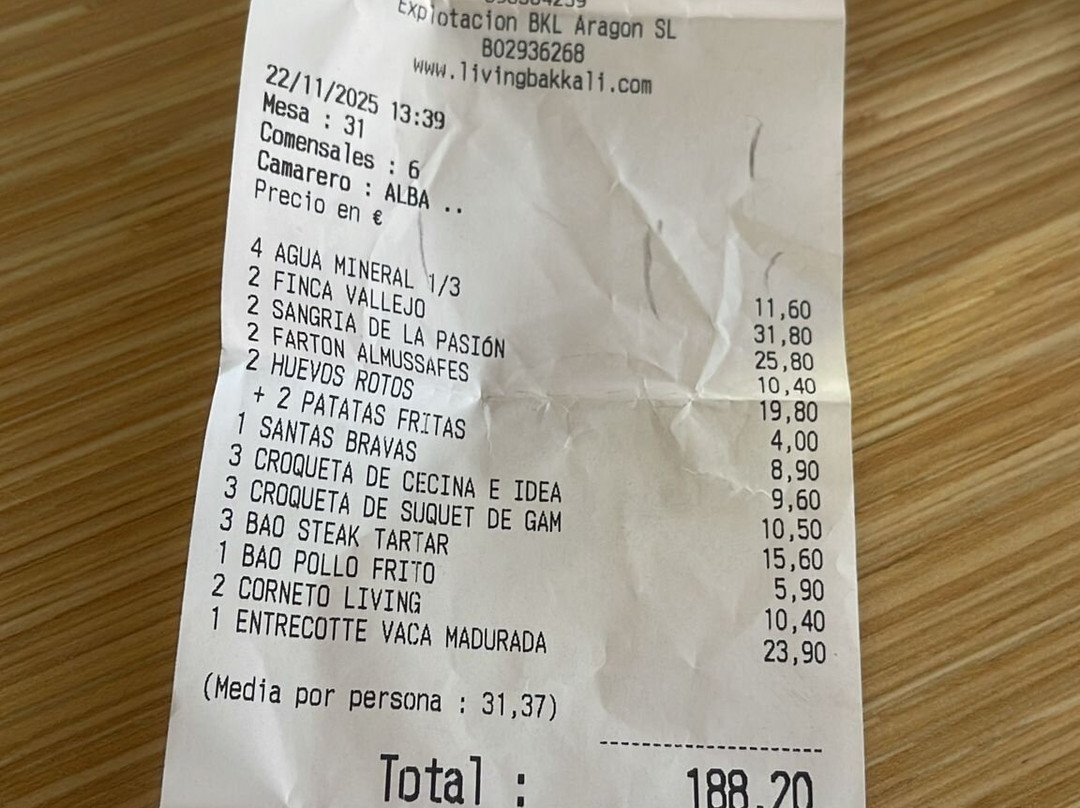 Explotacion BKL Aragon SL
B02936268
www.livingbakkali.com
22/11/2025 13:39
Mesa : 31
Comensales : 6
Camarero : ALBA ..
Precio en €
4 AGUA MINERAL 1/3 11,60
2 FINCA VALLEJO 31,80
2 SANGRIA DE LA PASIÓN 25,80
2 FARTON ALMUSSAFES 10,40
2 HUEVOS ROTOS 19,80
+ 2 PATATAS FRITAS 4,00
1 SANTAS BRAVAS 8,90
3 CROQUETA DE CECINA E IDEA 9,60
3 CROQUETA DE SUQUET DE GAM 10,50
3 BAO STEAK TARTAR 15,60
1 BAO POLLO FRITO 5,90
2 CORNETO LIVING 10,40
1 ENTRECOTTE VACA MADURADA 23,90
(Media por persona : 31,37)
Total : 188,20